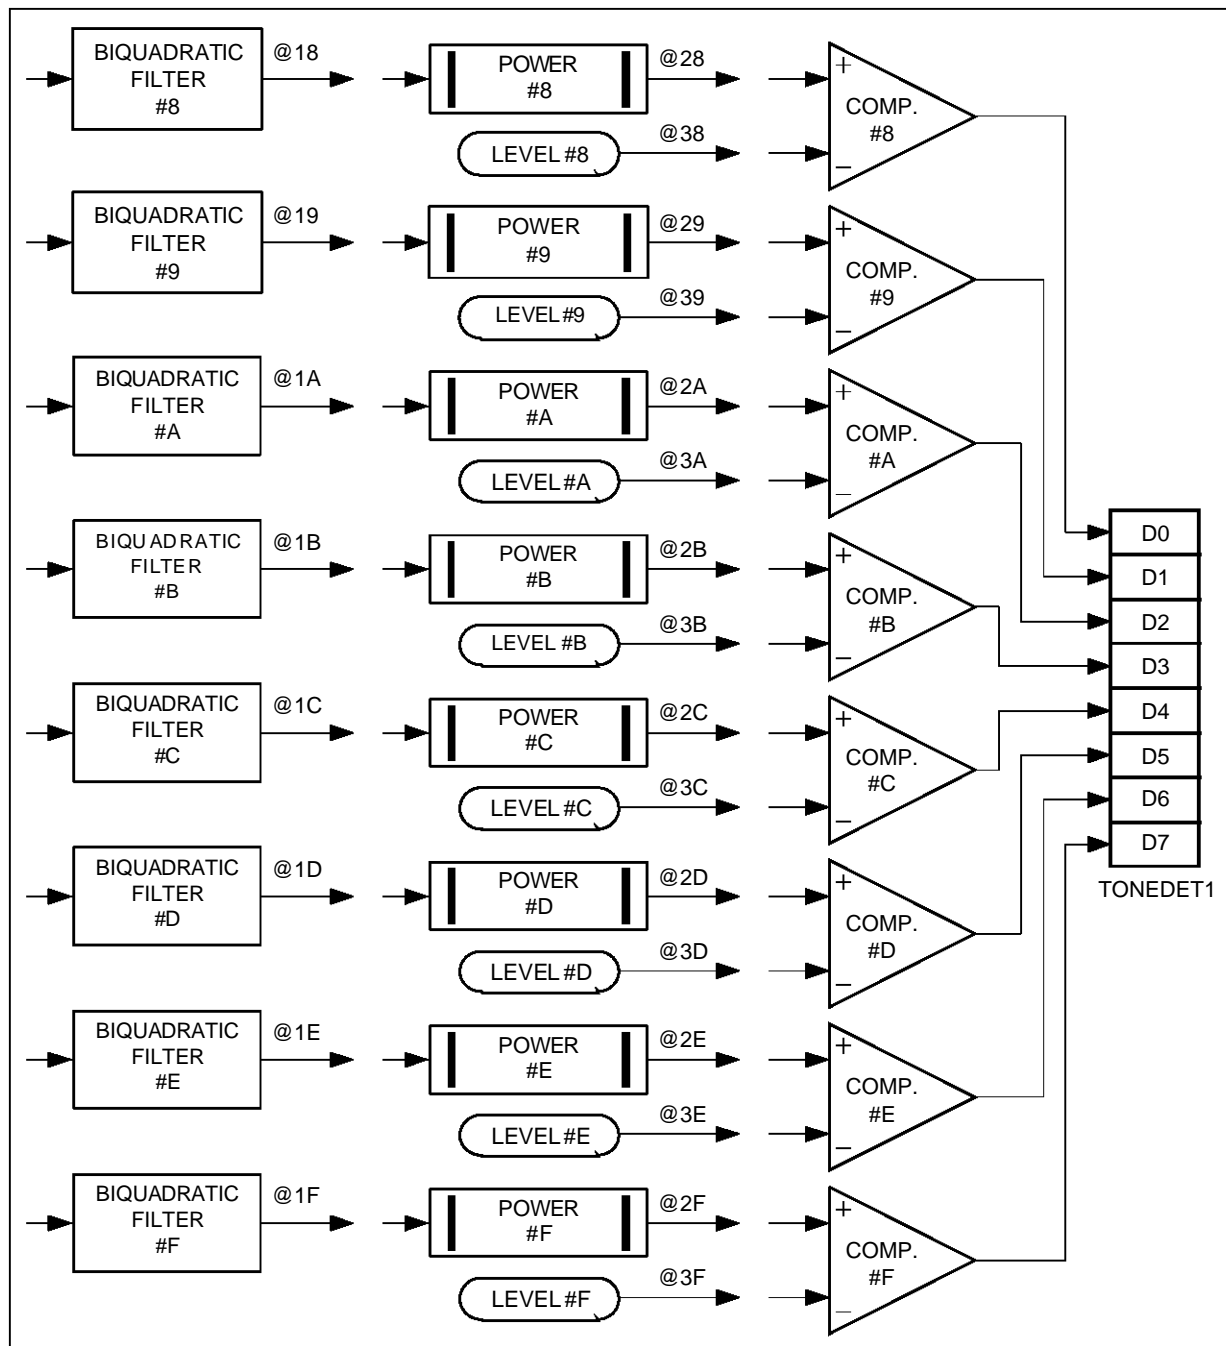 BIQUADRATIC
FILTER
#8
@18
POWER
#8
@28
LEVEL #8
@38
+
−
COMP.
#8
BIQUADRATIC
FILTER
#9
@19
POWER
#9
@29
LEVEL #9
@39
+
−
COMP.
#9
BIQUADRATIC
FILTER
#A
@1A
POWER
#A
@2A
LEVEL #A
@3A
+
−
COMP.
#A
BIQUADRATIC
FILTER
#B
@1B
POWER
#B
@2B
LEVEL #B
@3B
+
−
COMP.
#B
BIQUADRATIC
FILTER
#C
@1C
POWER
#C
@2C
LEVEL #C
@3C
+
−
COMP.
#C
BIQUADRATIC
FILTER
#D
@1D
POWER
#D
@2D
LEVEL #D
@3D
+
−
COMP.
#D
BIQUADRATIC
FILTER
#E
@1E
POWER
#E
@2E
LEVEL #E
@3E
+
−
COMP.
#E
BIQUADRATIC
FILTER
#F
@1F
POWER
#F
@2F
LEVEL #F
@3F
+
−
COMP.
#F
D0
D1
D2
D3
D4
D5
D6
D7
TONEDET1